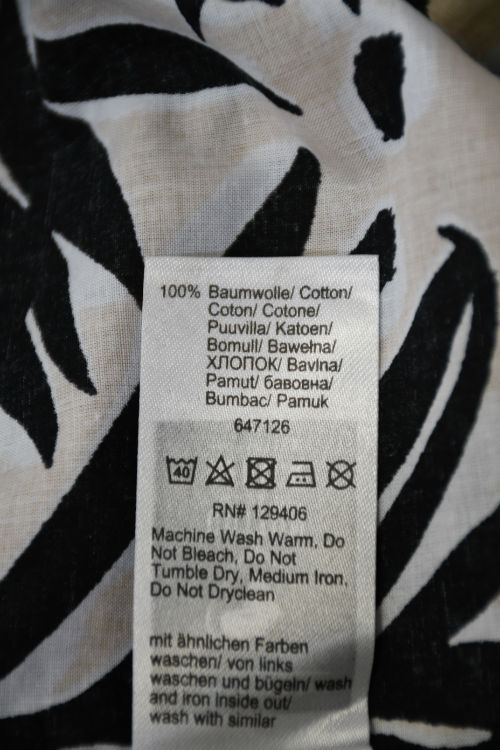 100% Baumwolle/ Cotton/
Coton/ Cotone/
Puuvilla/ Katoen/
Bomull/ Bawełna/
ХЛОПОК/ Bavlna/
Pamut/ бавовна/
Bumbac/ Pamuk
647126
40
RN# 129406
Machine Wash Warm, Do
Not Bleach, Do Not
Tumble Dry, Medium Iron,
Do Not Dryclean
mit ähnlichen Farben
waschen/ von links
waschen und bügeln/ wash
and iron inside out/
wash with similar